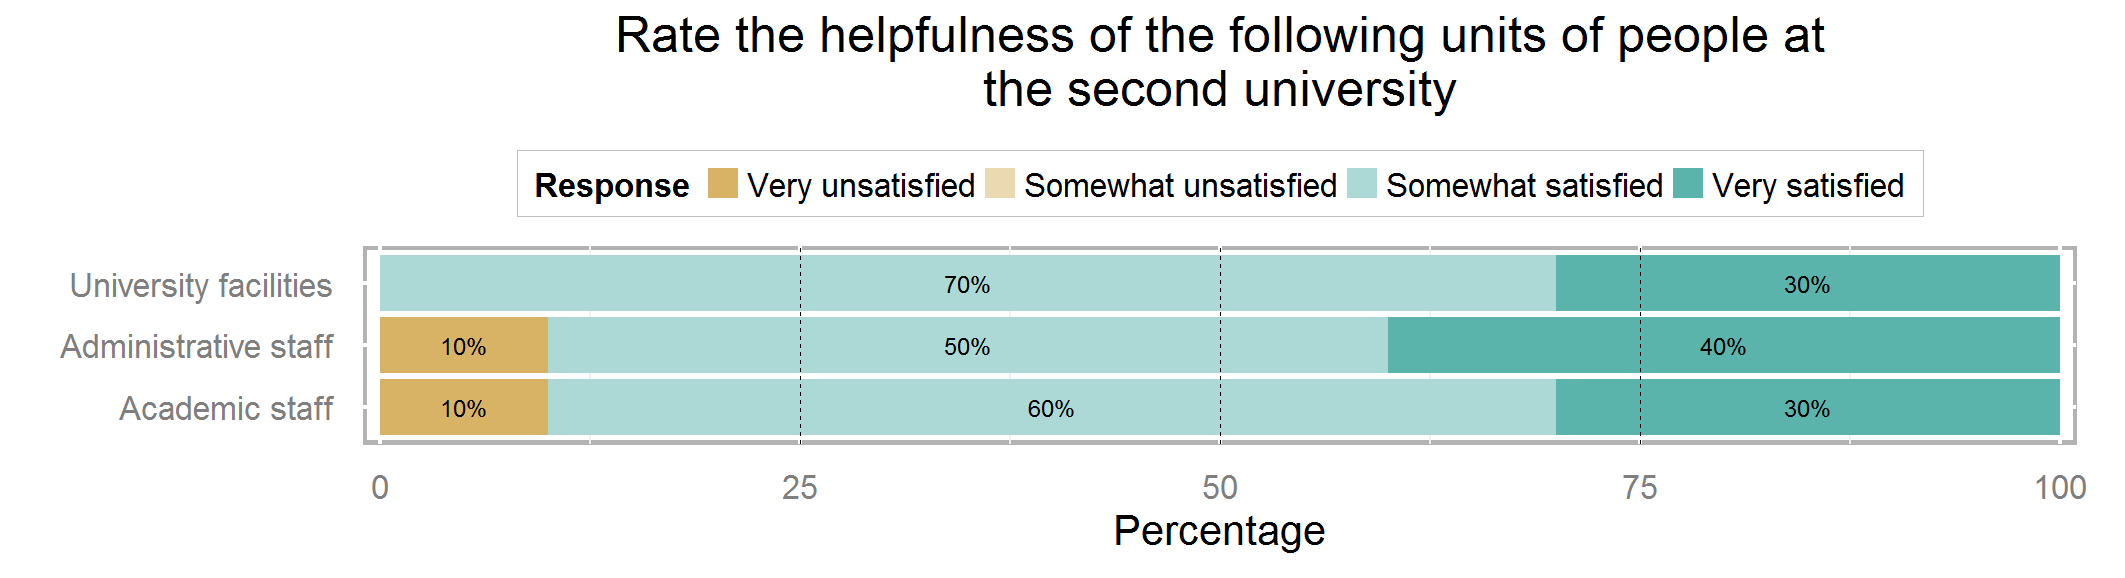 Rate the helpfulness of the following units of people at
the second university
Response Very unsatisfied Somewhat unsatisfied Somewhat satisfied Very satisfied
University facilities 70% 30%
Administrative staff 10% 50% 40%
Academic staff 10% 60% 30%
0 25 50 75 100
Percentage